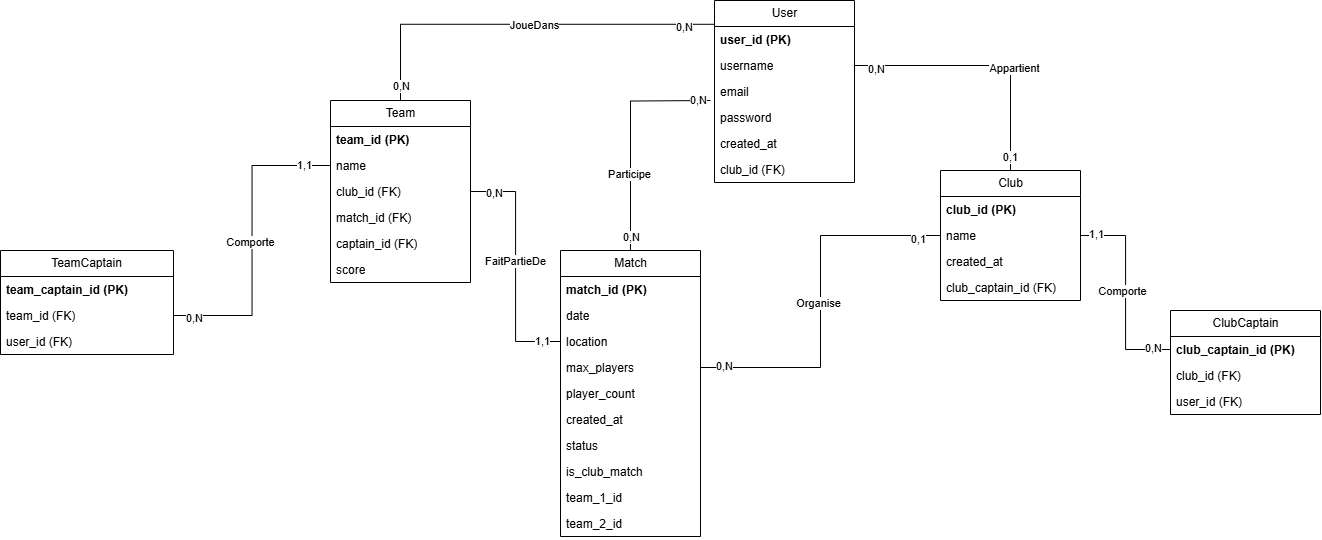 User
user_id (PK)
username
email
password
created_at
club_id (FK)
JoueDans
0,N
0,N
Team
team_id (PK)
name
club_id (FK)
match_id (FK)
captain_id (FK)
score
0,N
Appartient
0,1
0,N
Participe
0,N
1,1
Comporte
0,N
TeamCaptain
team_captain_id (PK)
team_id (FK)
user_id (FK)
0,N
FaitPartieDe
1,1
Match
match_id (PK)
date
location
max_players
player_count
created_at
status
is_club_match
team_1_id
team_2_id
0,1
Organise
0,N
Club
club_id (PK)
name
created_at
club_captain_id (FK)
1,1
Comporte
0,N
ClubCaptain
club_captain_id (PK)
club_id (FK)
user_id (FK)